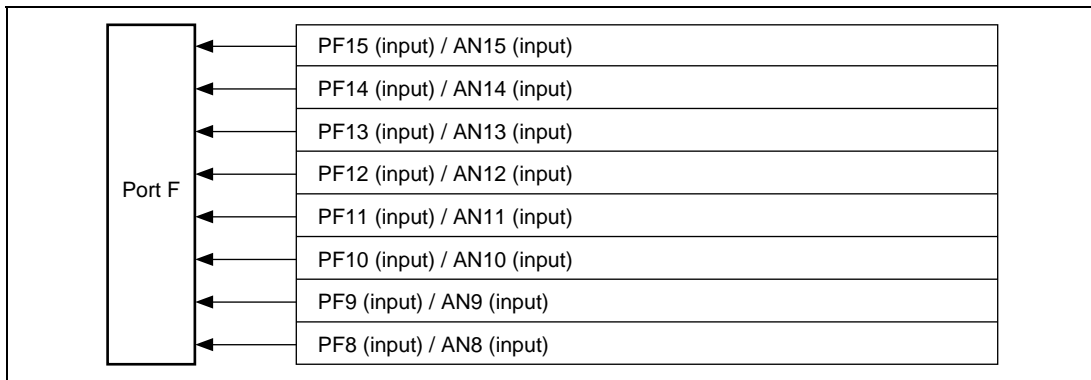 Port F
PF15 (input) / AN15 (input)
PF14 (input) / AN14 (input)
PF13 (input) / AN13 (input)
PF12 (input) / AN12 (input)
PF11 (input) / AN11 (input)
PF10 (input) / AN10 (input)
PF9 (input) / AN9 (input)
PF8 (input) / AN8 (input)